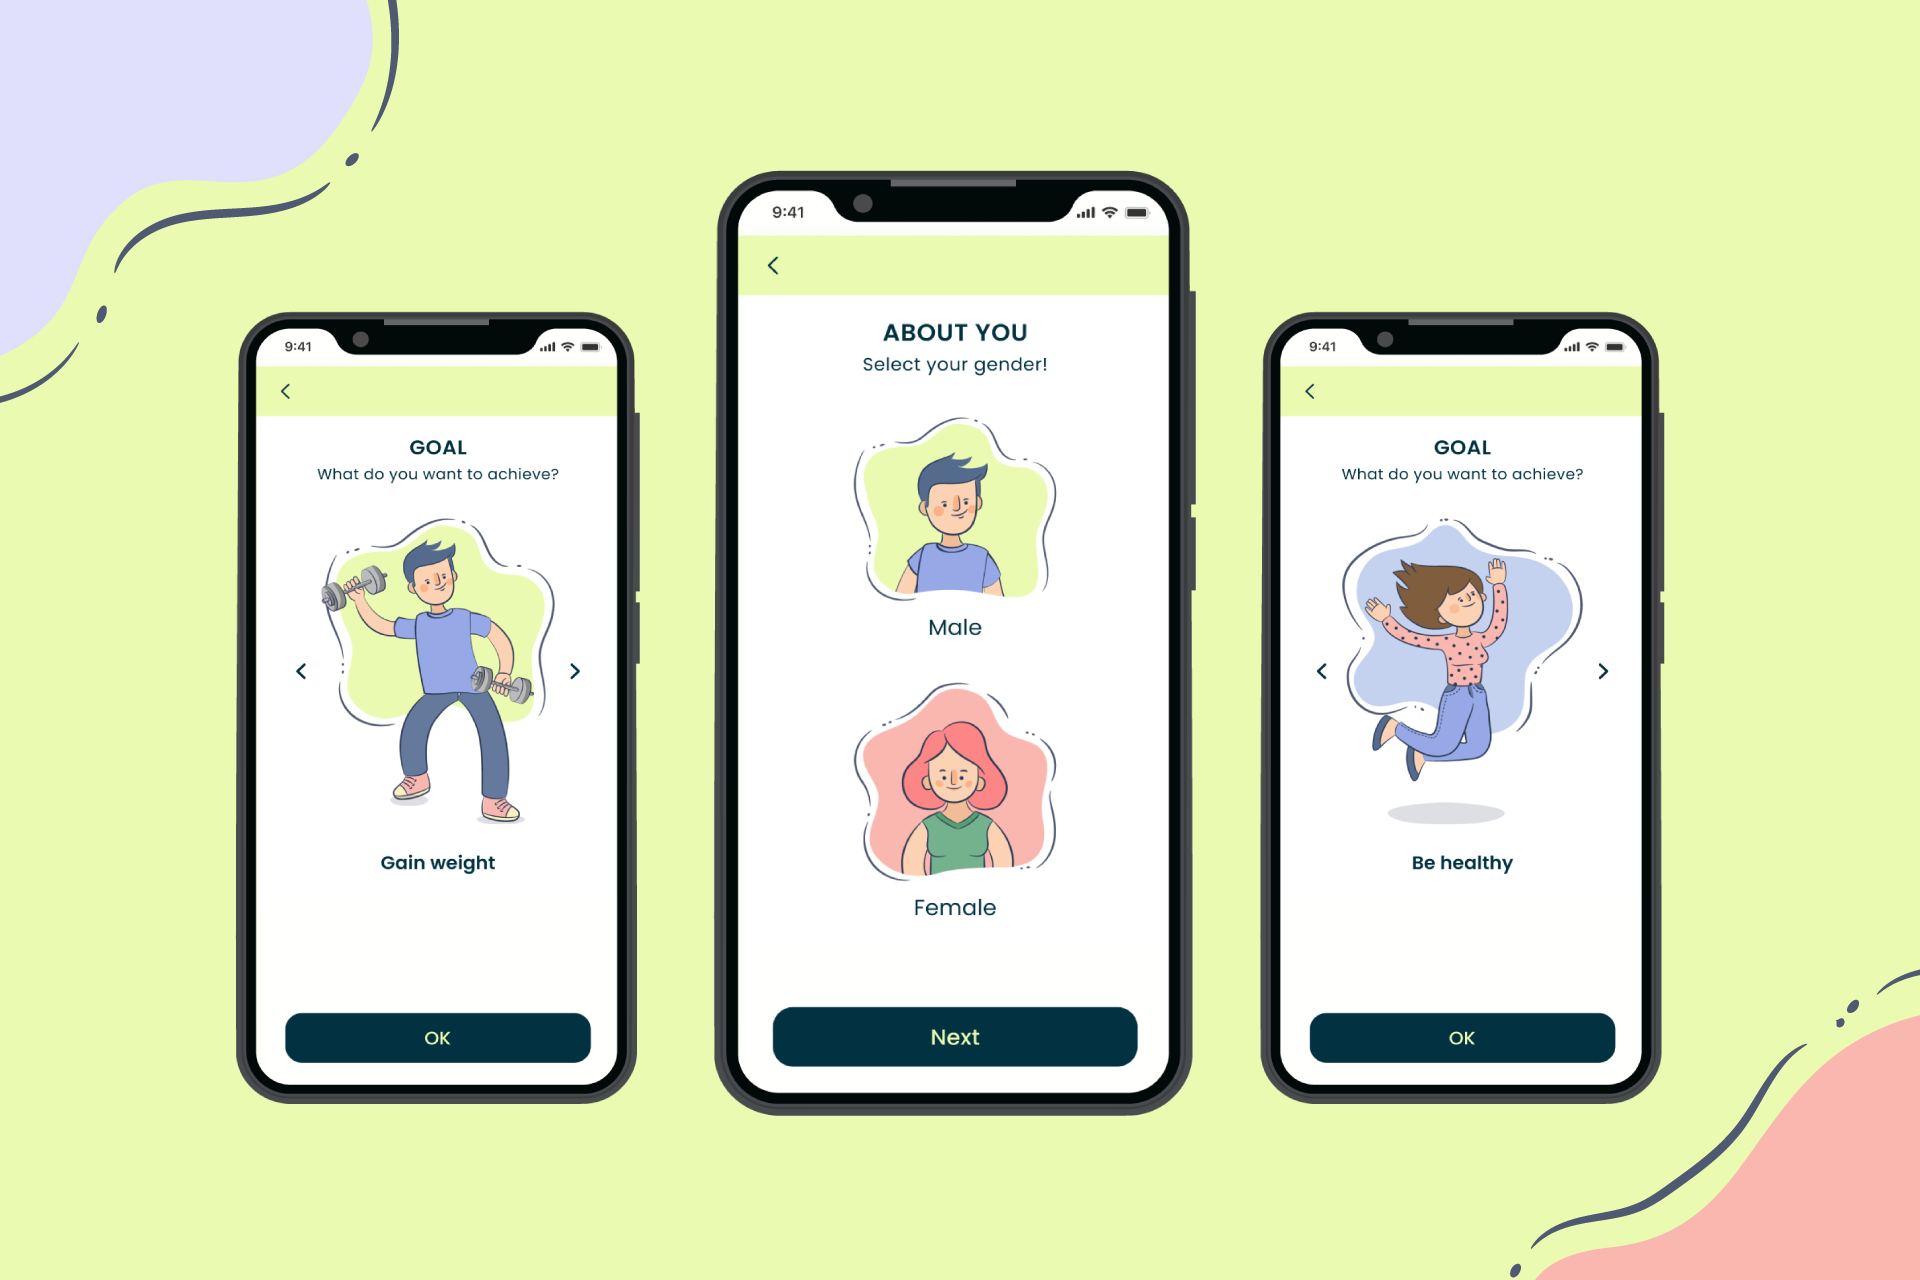 9:41
GOAL
What do you want to achieve?
Gain weight
OK
9:41
ABOUT YOU
Select your gender!
Male
Female
Next
9:41
GOAL
What do you want to achieve?
Be healthy
OK